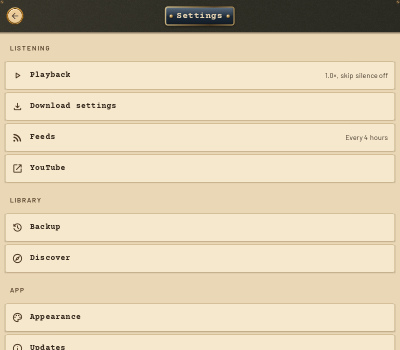 Settings
LISTENING
Playback 1.0×, skip silence off
Download settings
Feeds Every 4 hours
YouTube
LIBRARY
Backup
Discover
APP
Appearance
Updates